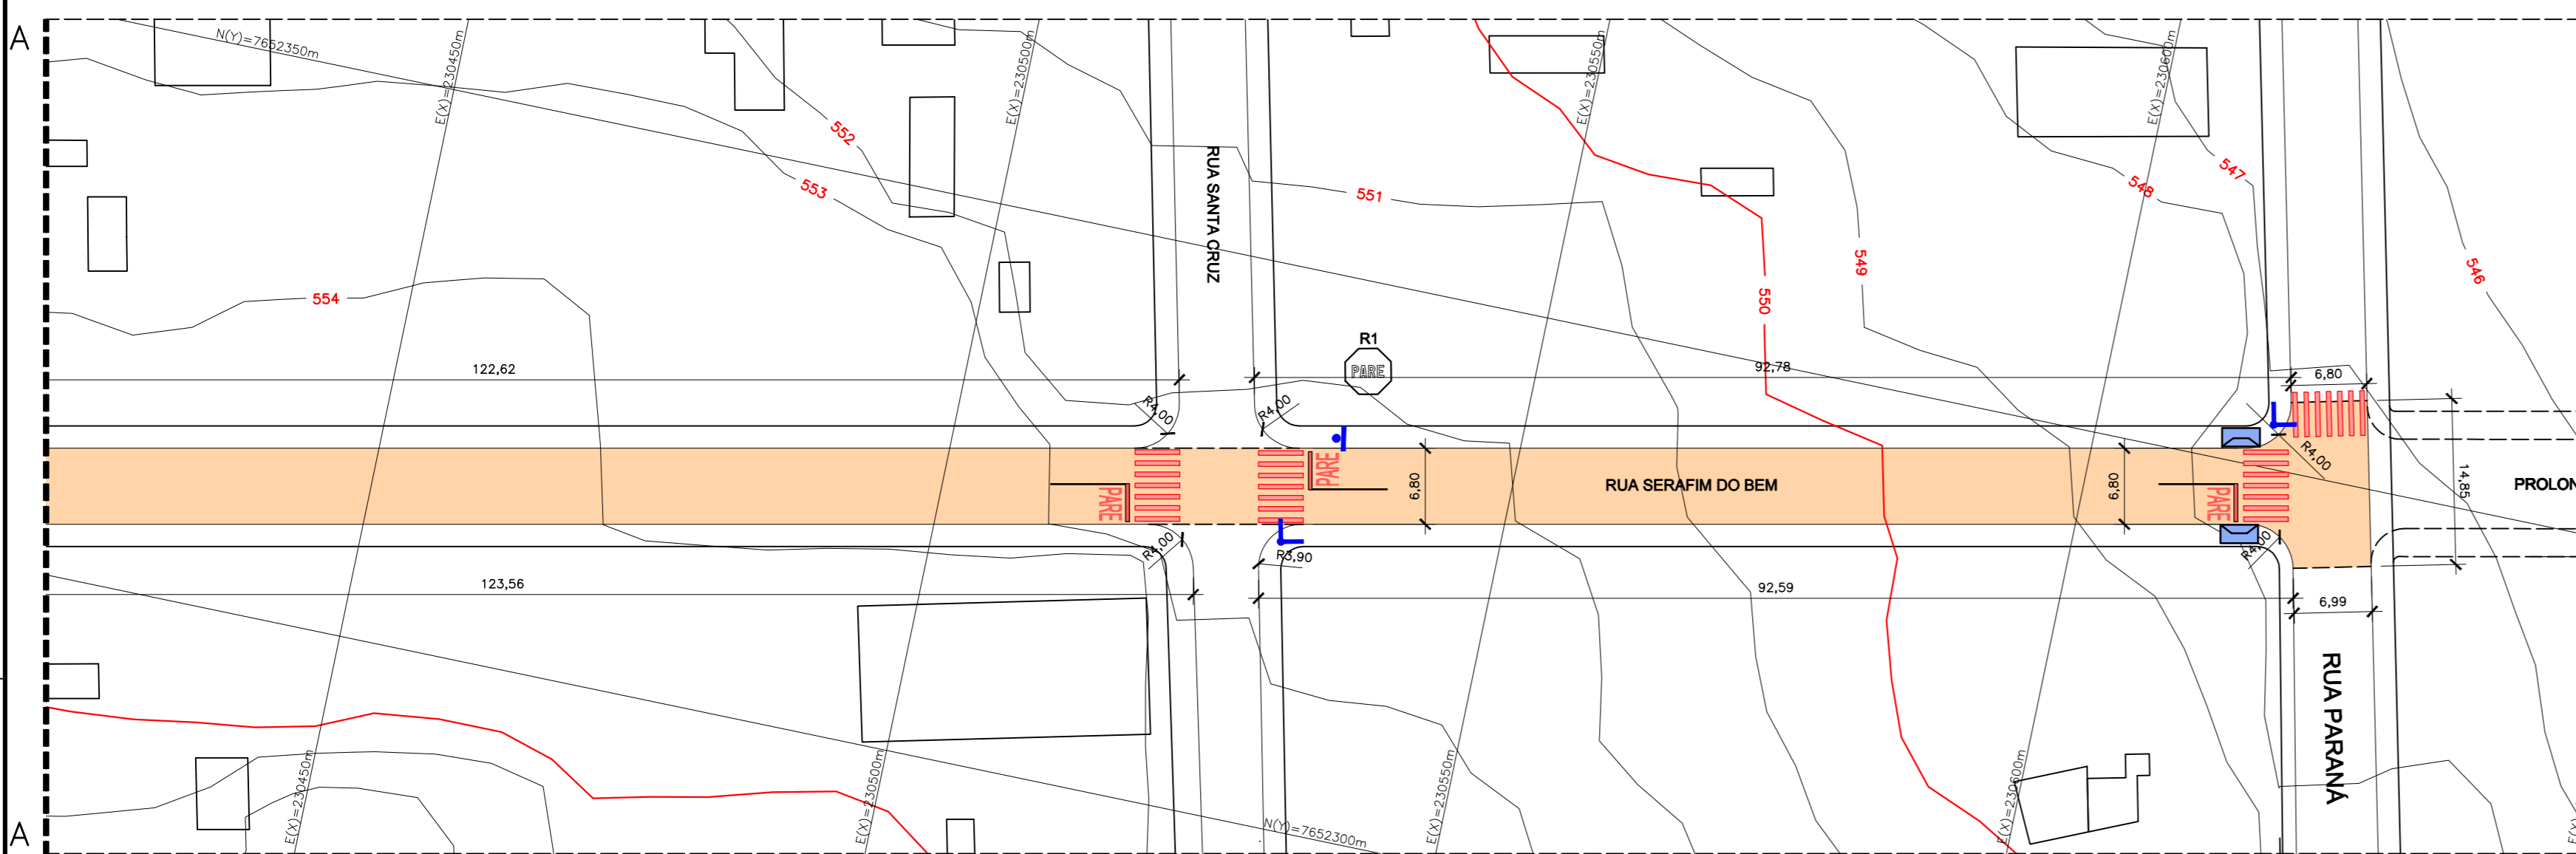 A
N(Y)=7652350m
E(X)=230450m
E(X)=230500m
E(X)=230550m
E(X)=230600m
552
553
551
547
548
546
549
550
554
RUA SANTA CRUZ
R1
PARE
122,62
92,78
6,80
R4,00
R4,00
R4,00
PARE
PARE
6,80
RUA SERAFIM DO BEM
6,80
PARE
14,85
PROLON
R4,00
R3,90
R4,00
123,56
92,59
6,99
RUA PARANÁ
E(X)=230450m
E(X)=230500m
E(X)=230550m
E(X)=230600m
N(Y)=7652300m
A